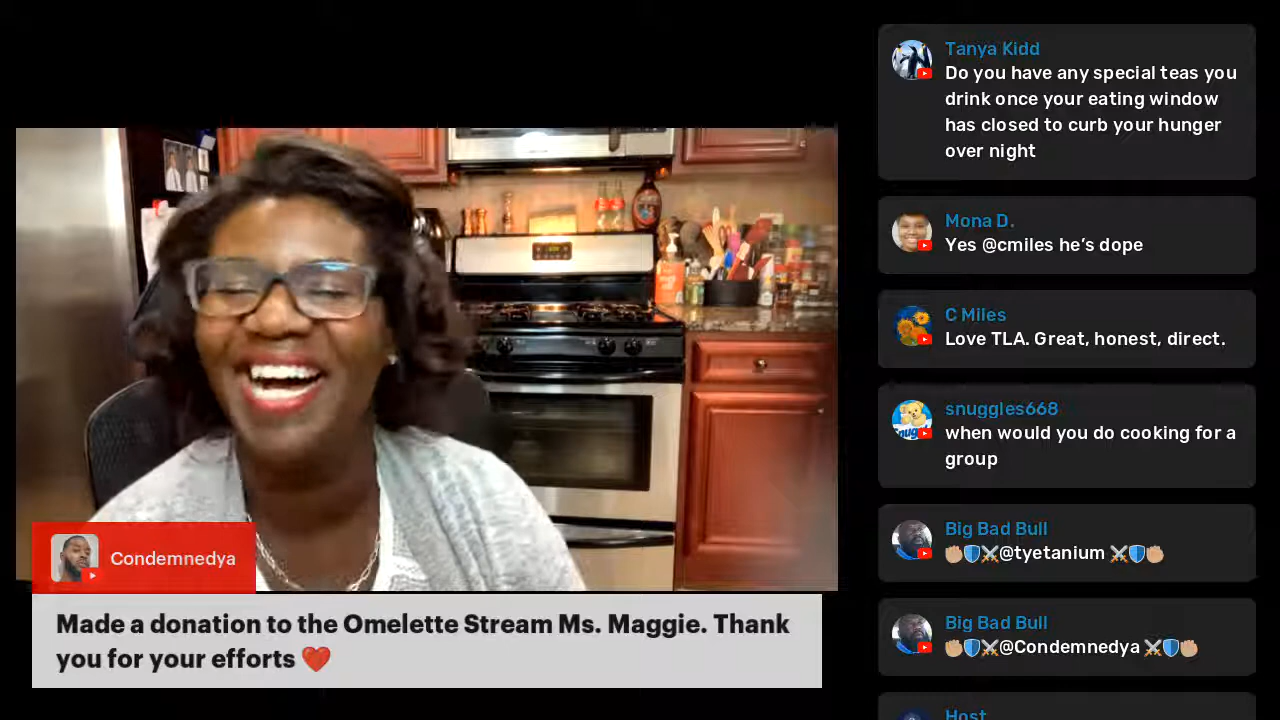 Tanya Kidd
Do you have any special teas you
drink once your eating window
has closed to curb your hunger
over night
Mona D.
Yes @cmiles he’s dope
C Miles
Love TLA. Great, honest, direct.
snuggles668
when would you do cooking for a
group
Big Bad Bull
✊🏼🛡️⚔️@tyetanium ⚔️🛡️✊🏼
Big Bad Bull
✊🏼🛡️⚔️@Condemnedya ⚔️🛡️✊🏼
Host
Condemnedya
Made a donation to the Omelette Stream Ms. Maggie. Thank
you for your efforts ❤️